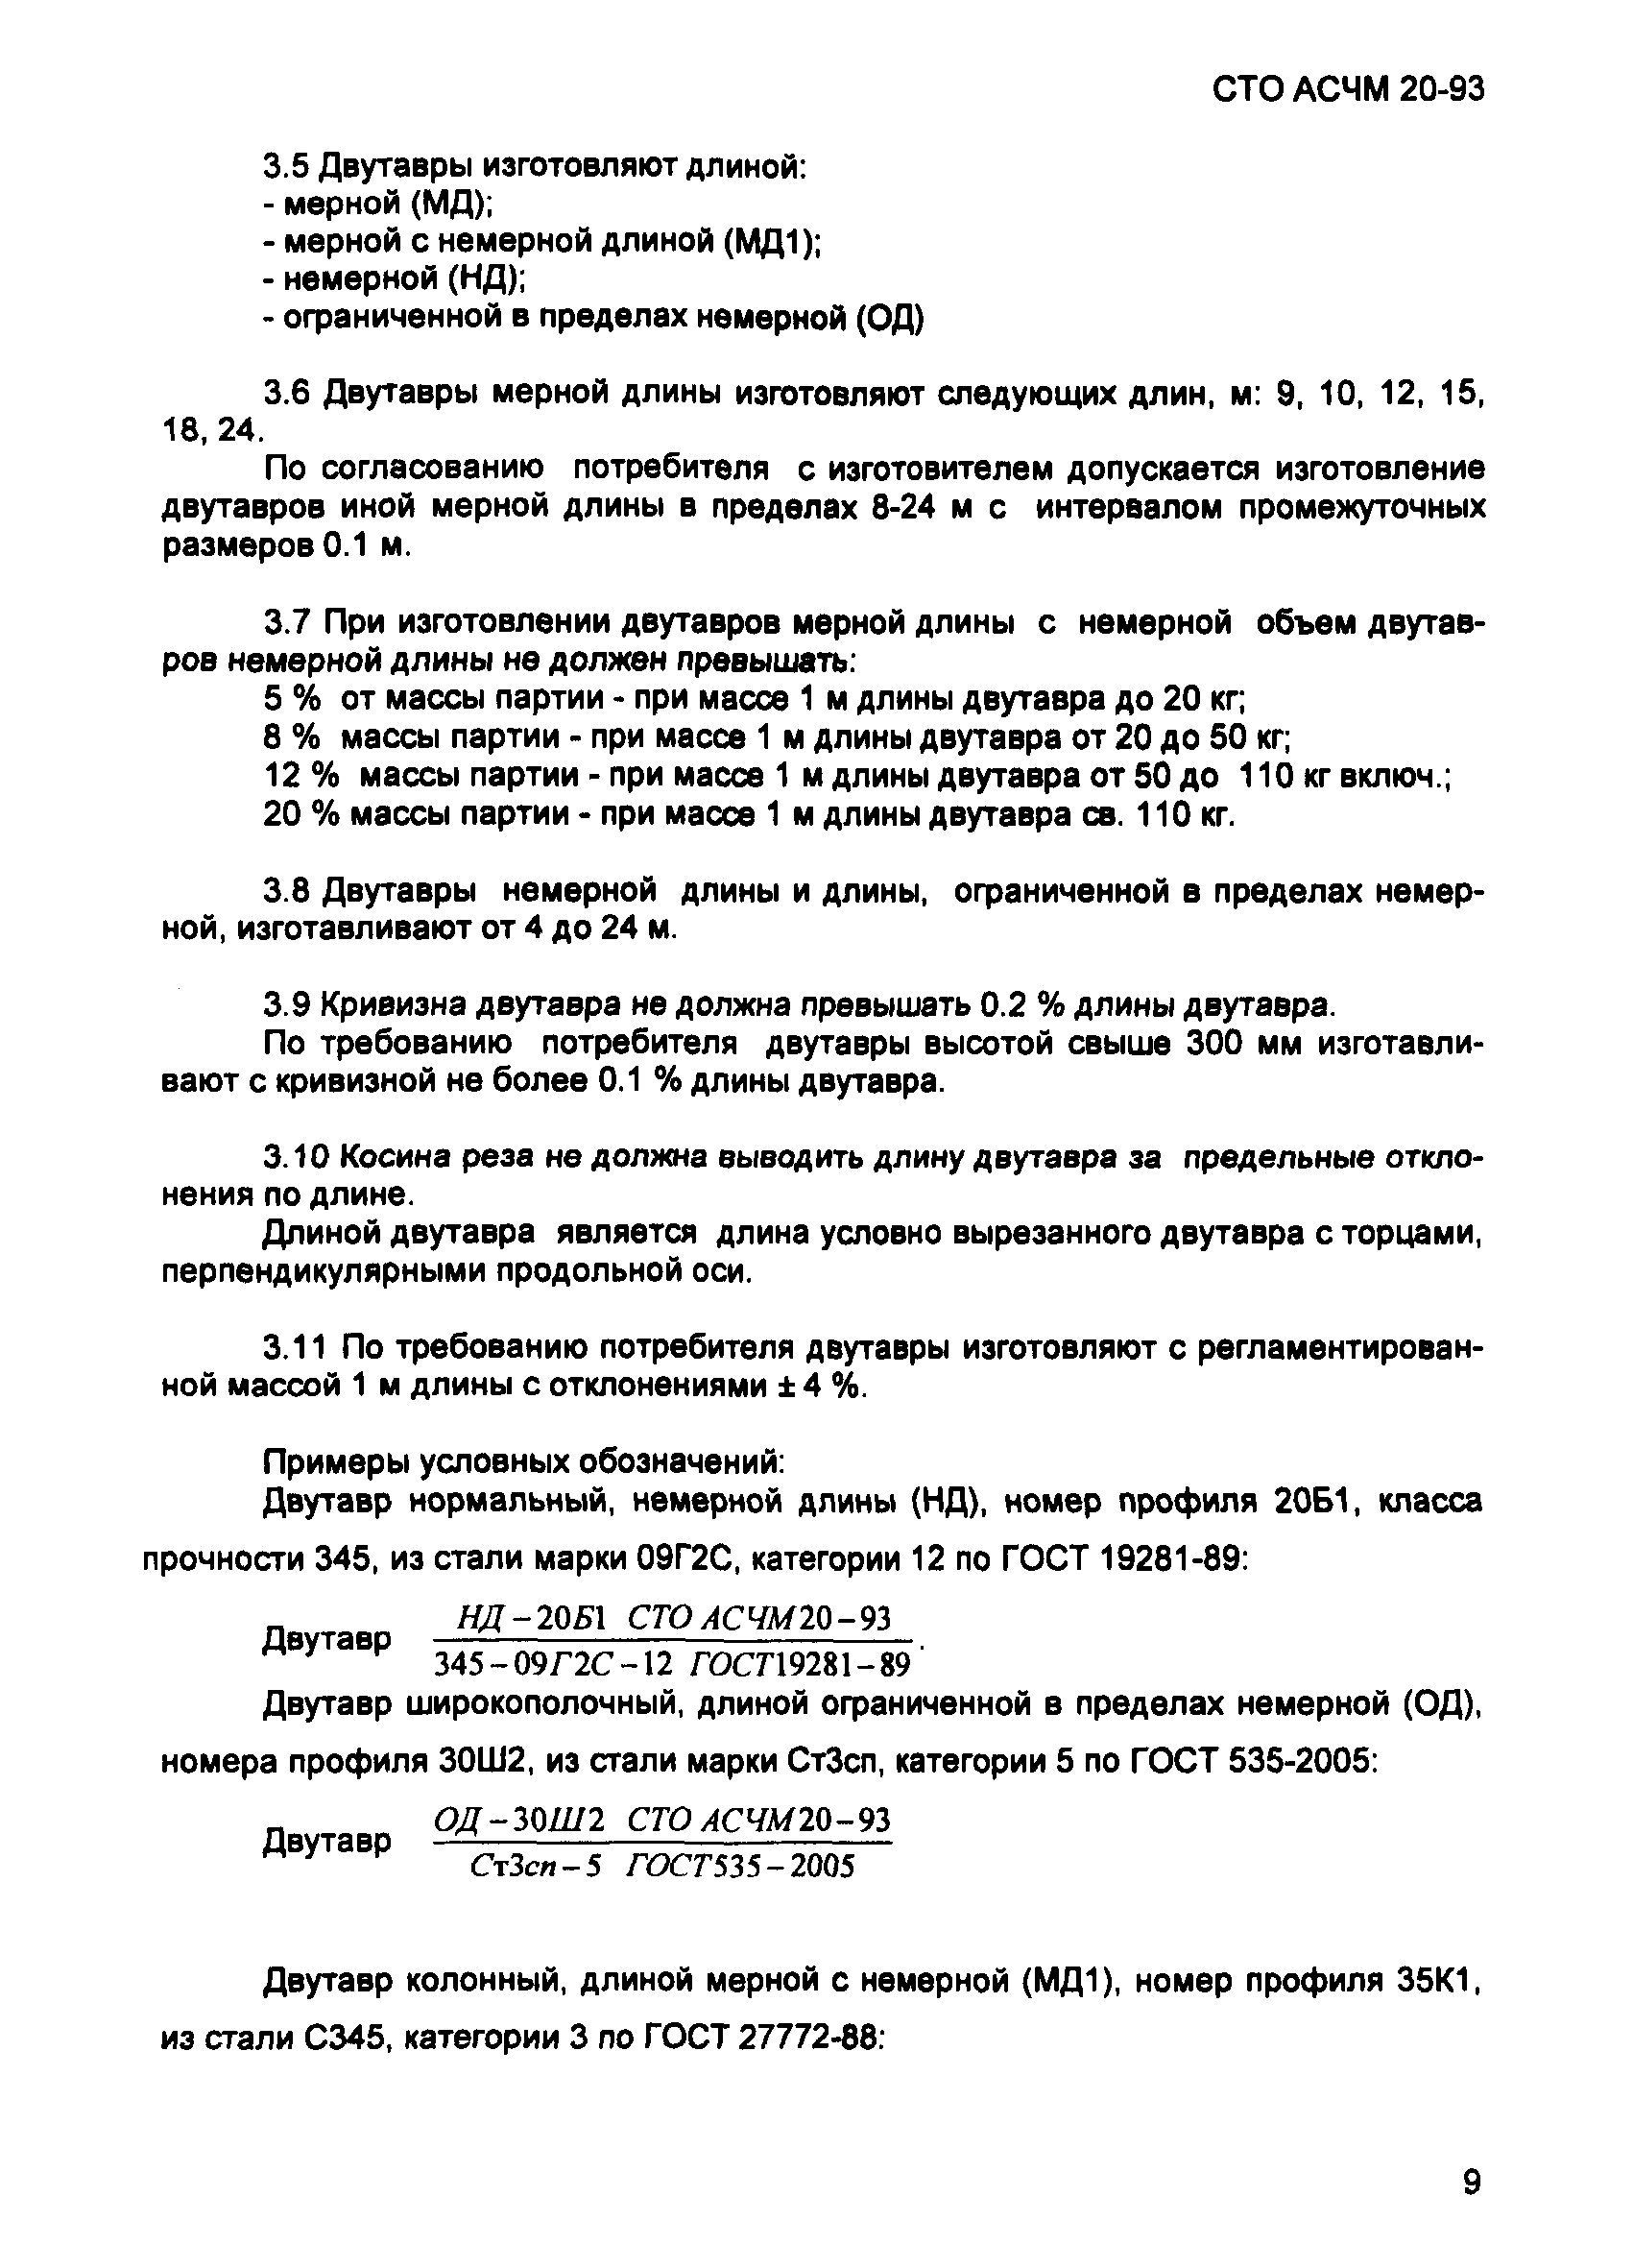 СТО АСЧМ 20-93
3.5 Двутавры изготовляют длиной:
- мерной (МД);
- мерной с немерной длиной (МД1);
- немерной (НД);
- ограниченной в пределах немерной (ОД)
3.6 Двутавры мерной длины изготовляют следующих длин, м: 9, 10, 12, 15,
18, 24.
По согласованию потребителя с изготовителем допускается изготовление
двутавров иной мерной длины в пределах 8-24 м с интервалом промежуточных
размеров 0.1 м.
3.7 При изготовлении двутавров мерной длины с немерной объем двутав-
ров немерной длины не должен превышать:
5 % от массы партии - при массе 1 м длины двутавра до 20 кг;
8 % массы партии - при массе 1 м длины двутавра от 20 до 50 кг;
12 % массы партии - при массе 1 м длины двутавра от 50 до 110 кг включ.;
20 % массы партии - при массе 1 м длины двутавра св. 110 кг.
3.8 Двутавры немерной длины и длины, ограниченной в пределах немер-
ной, изготавливают от 4 до 24 м.
3.9 Кривизна двутавра не должна превышать 0.2 % длины двутавра.
По требованию потребителя двутавры высотой свыше 300 мм изготавли-
вают с кривизной не более 0.1 % длины двутавра.
3.10 Косина реза не должна выводить длину двутавра за предельные откло-
нения по длине.
Длиной двутавра является длина условно вырезанного двутавра с торцами,
перпендикулярными продольной оси.
3.11 По требованию потребителя двутавры изготовляют с регламентирован-
ной массой 1 м длины с отклонениями ± 4 %.
Примеры условных обозначений:
Двутавр нормальный, немерной длины (НД), номер профиля 20Б1, класса
прочности 345, из стали марки 09Г2С, категории 12 по ГОСТ 19281-89:
НД-20Б1 СТО АСЧМ20-93
Двутавр
345-09Г2С-12 ГОСТ19281-89.
Двутавр широкополочный, длиной ограниченной в пределах немерной (ОД),
номера профиля 30Ш2, из стали марки Ст3сп, категории 5 по ГОСТ 535-2005:
ОД-30Ш2 СТО АСЧМ20-93
Двутавр
Ст3сп-5 ГОСТ535-2005
Двутавр колонный, длиной мерной с немерной (МД1), номер профиля 35К1,
из стали С345, категории 3 по ГОСТ 27772-88:
9